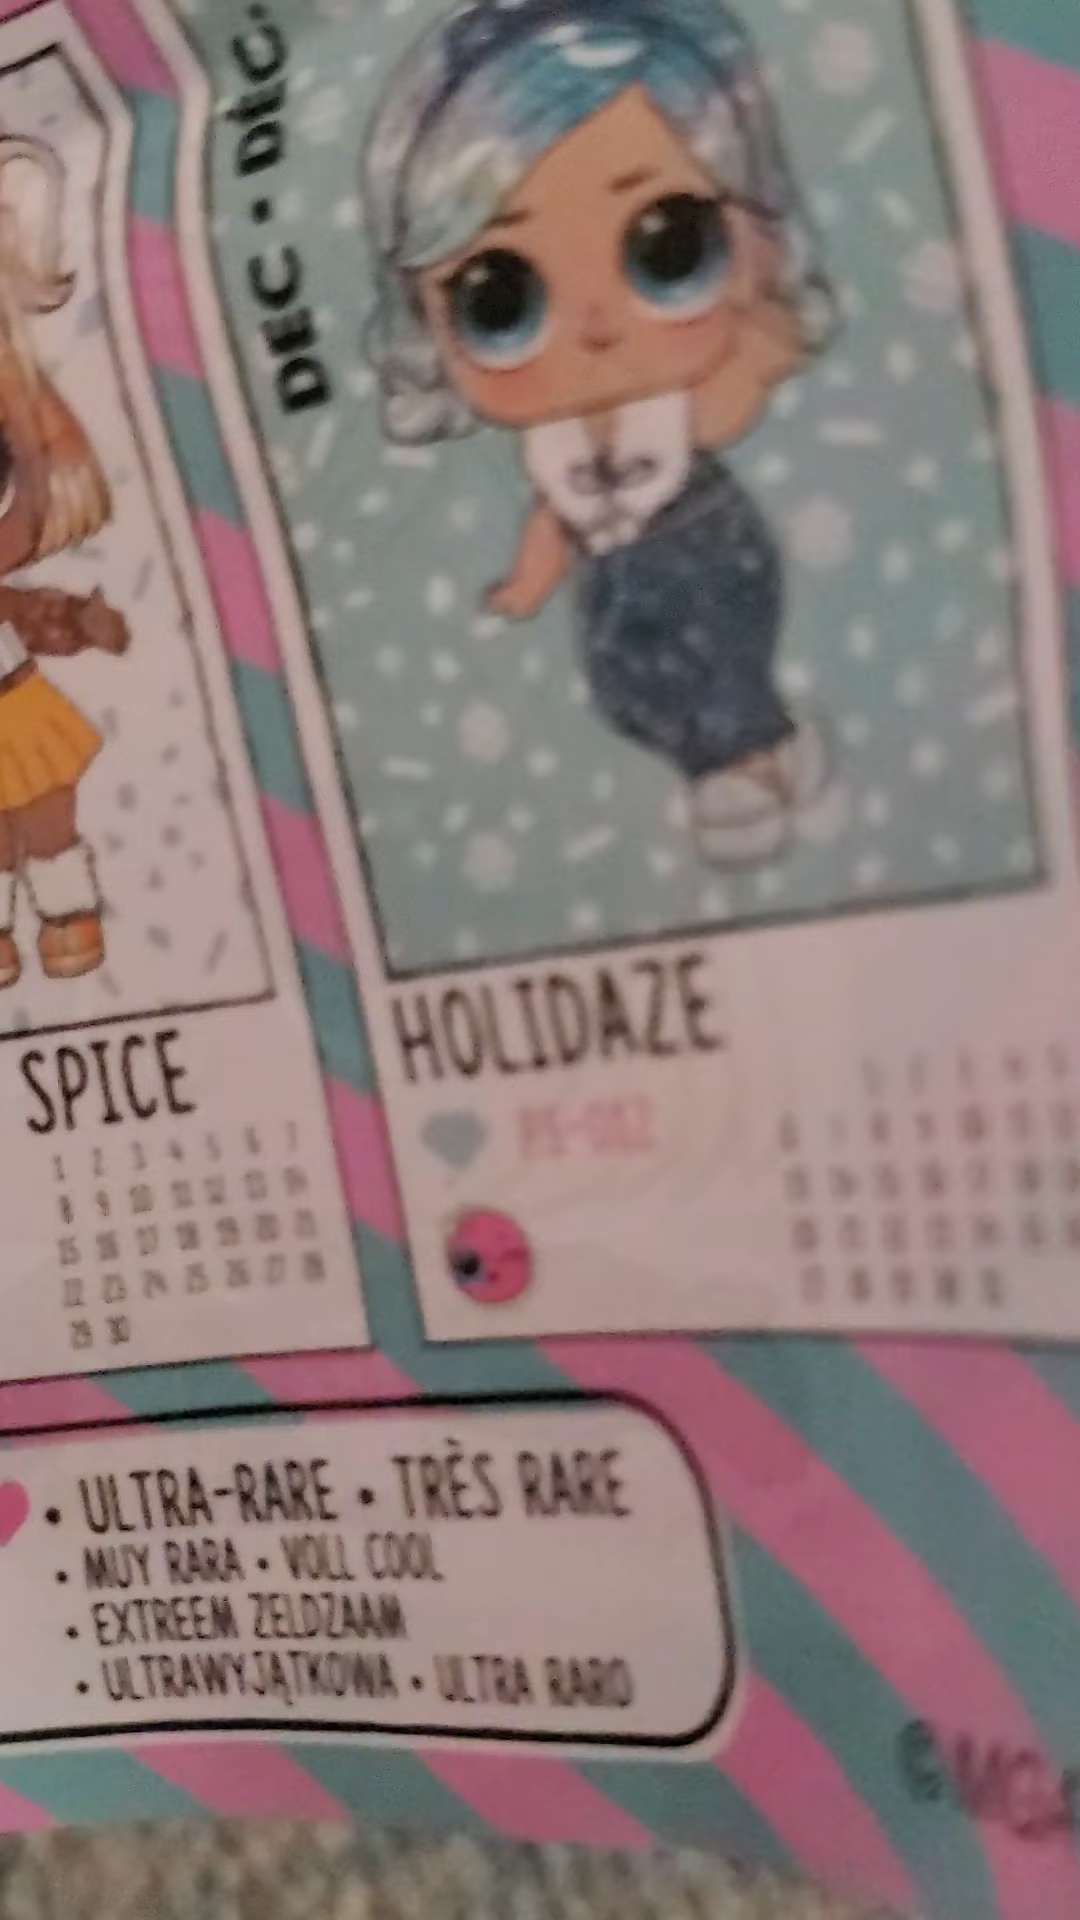 DEC • DIC.
SPICE
1 2 3 4 5 6 7
8 9 10 11 12 13 14
15 16 17 18 19 20 21
22 23 24 25 26 27 28
29 30
HOLIDAZE
• ULTRA-RARE • TRÈS RARE
• MUY RARA • VOLL COOL
• EXTREEM ZELDZAAM
• ULTRAWYJĄTKOWA • ULTRA RARO
© MGA